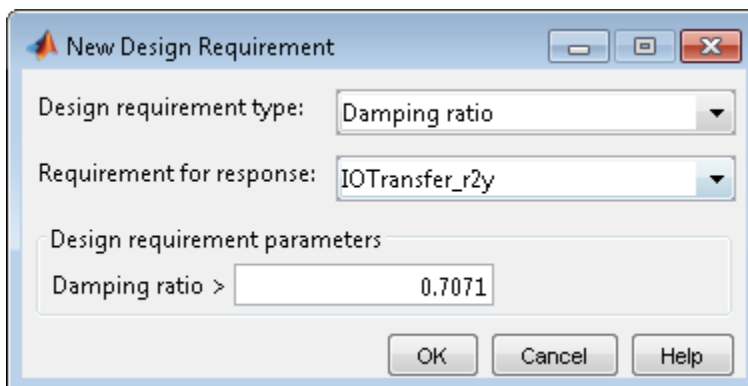 New Design Requirement
Design requirement type: Damping ratio
Requirement for response: IOTransfer_r2y
Design requirement parameters
Damping ratio > 0.7071
OK Cancel Help